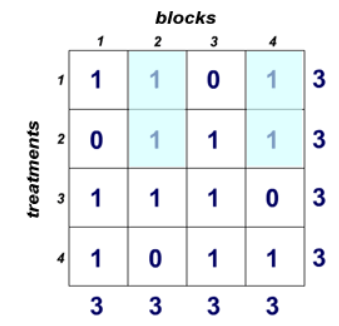 blocks
1 2 3 4
treatments
1 1 1 0 1 3
2 0 1 1 1 3
3 1 1 1 0 3
4 1 0 1 1 3
3 3 3 3